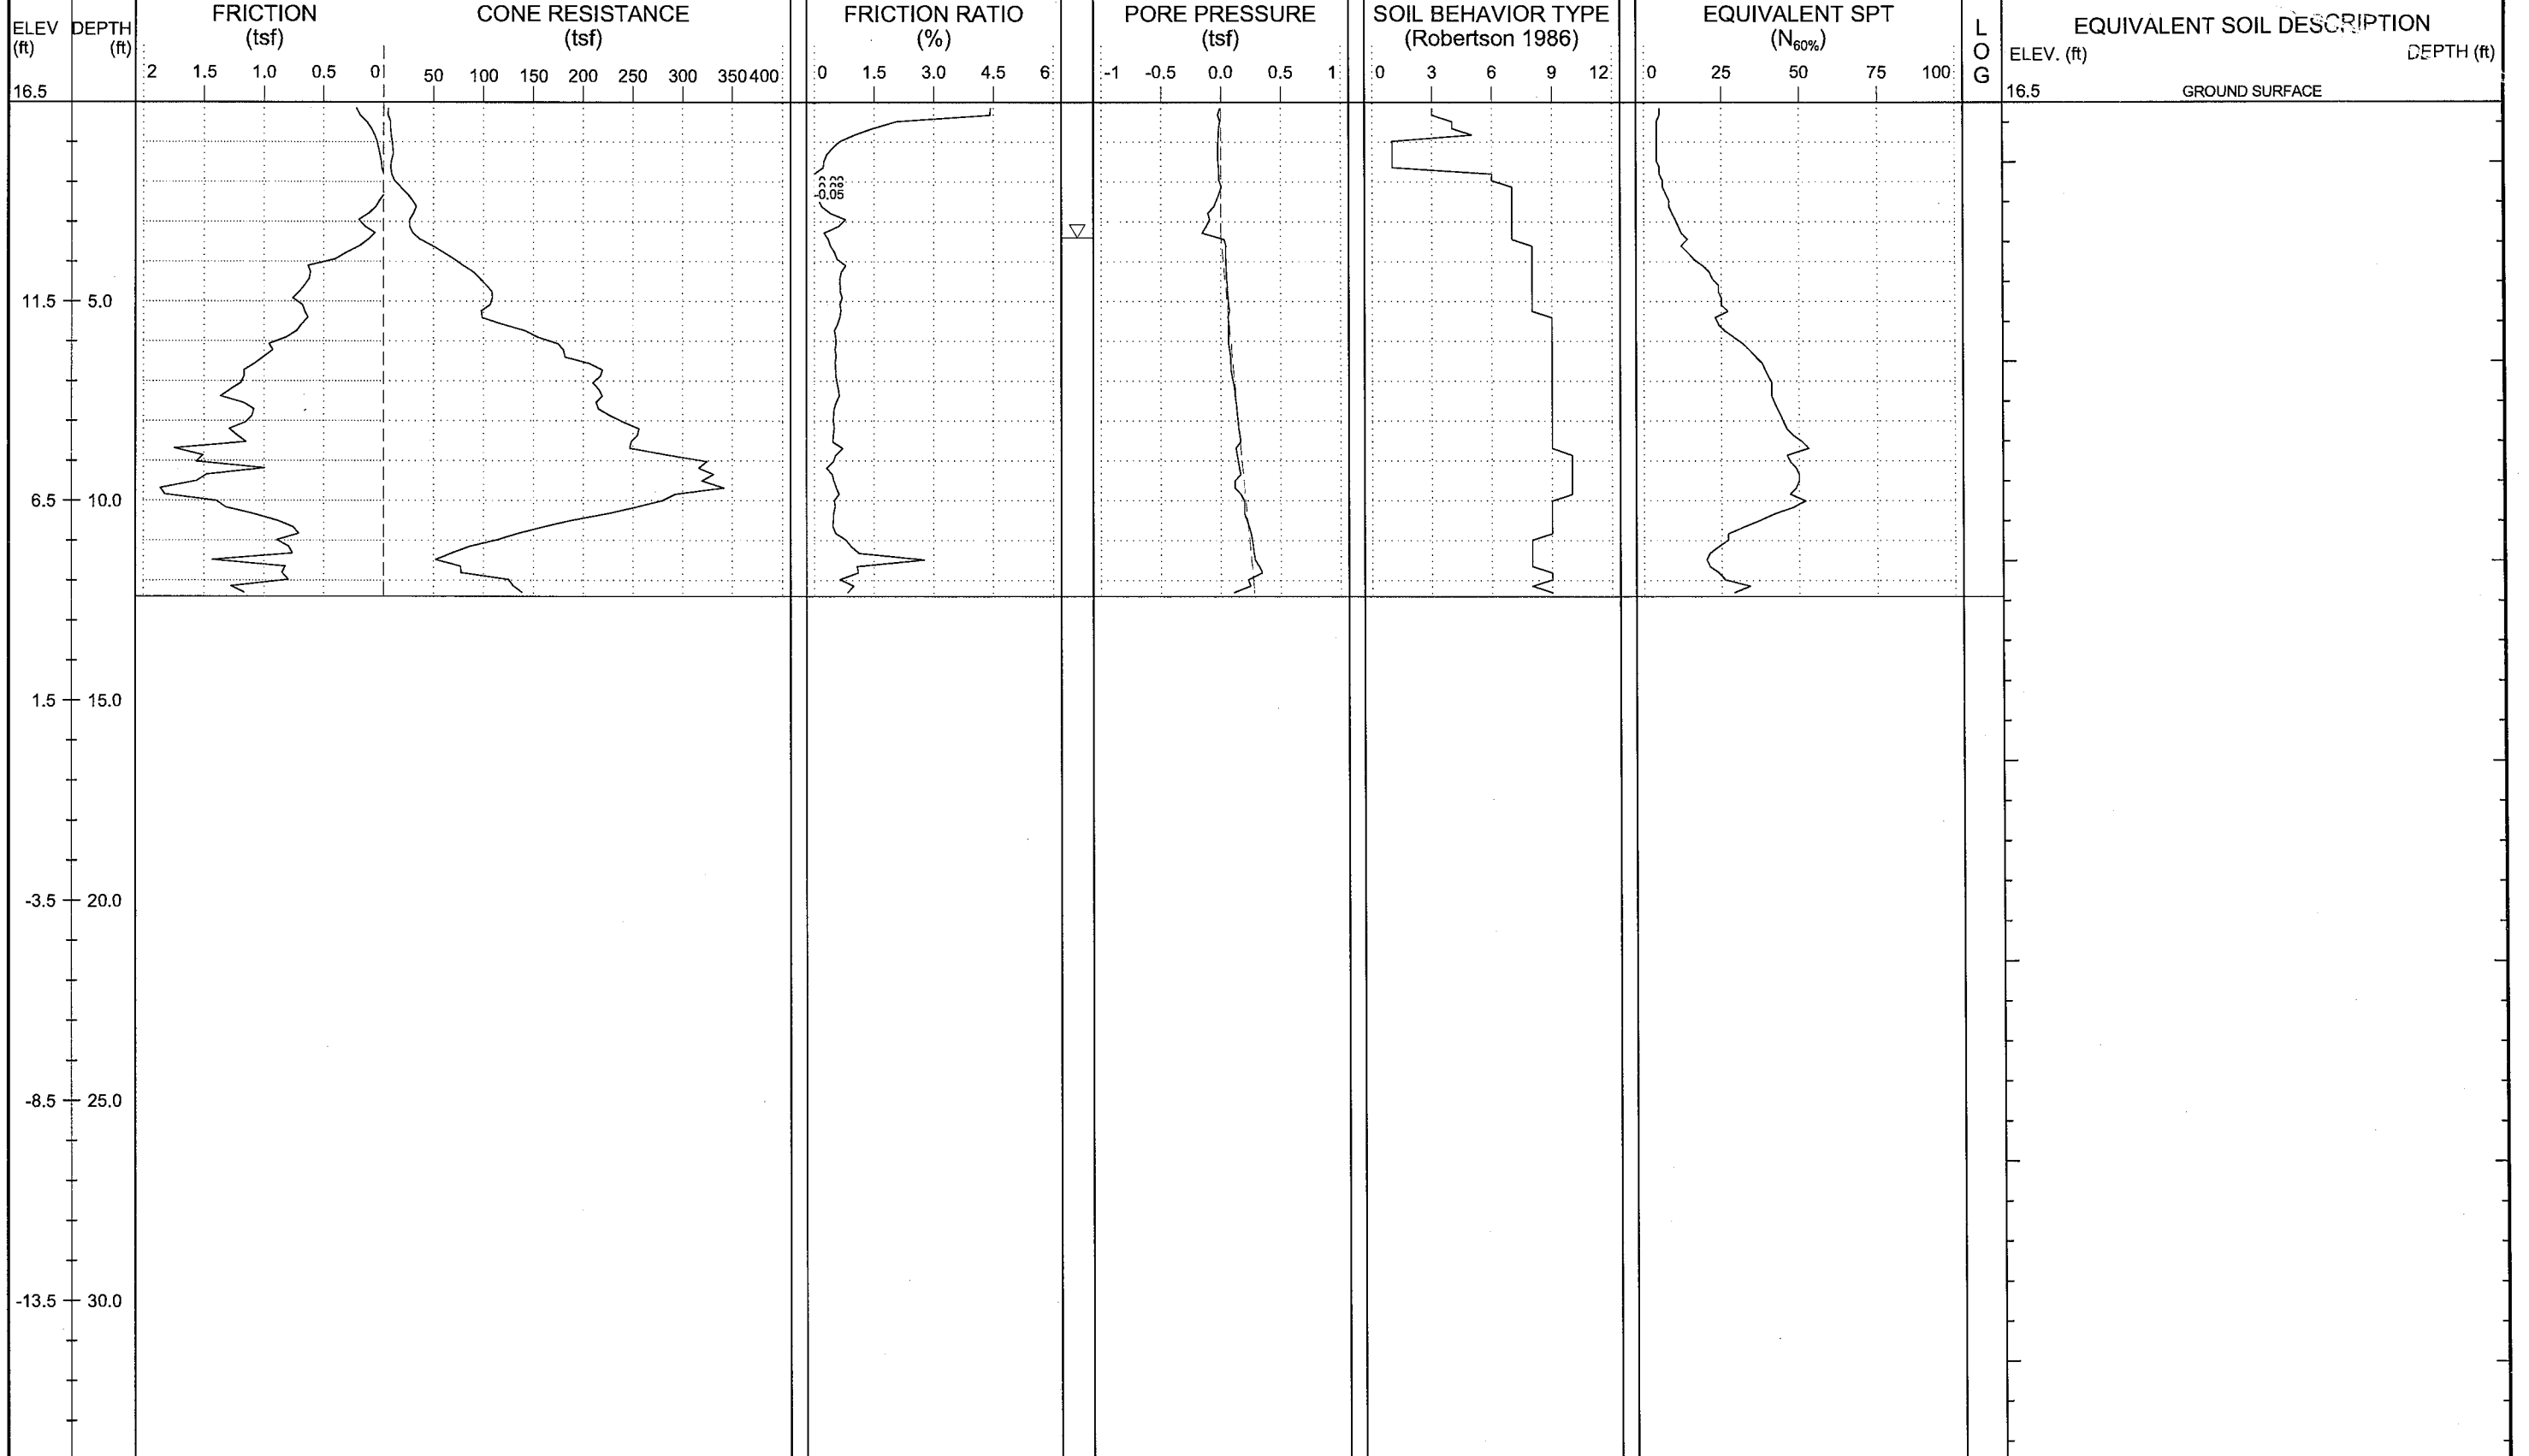 ELEV (ft)
DEPTH (ft)
FRICTION (tsf)
CONE RESISTANCE (tsf)
FRICTION RATIO (%)
PORE PRESSURE (tsf)
SOIL BEHAVIOR TYPE (Robertson 1986)
EQUIVALENT SPT (N60%)
LOG
EQUIVALENT SOIL DESCRIPTION
ELEV. (ft) DEPTH (ft)
2 1.5 1.0 0.5 0 50 100 150 200 250 300 350 400
0 1.5 3.0 4.5 6
-1 -0.5 0.0 0.5 1
0 3 6 9 12
0 25 50 75 100
16.5
16.5 GROUND SURFACE
-0.05
11.5 5.0
6.5 10.0
1.5 15.0
-3.5 20.0
-8.5 25.0
-13.5 30.0